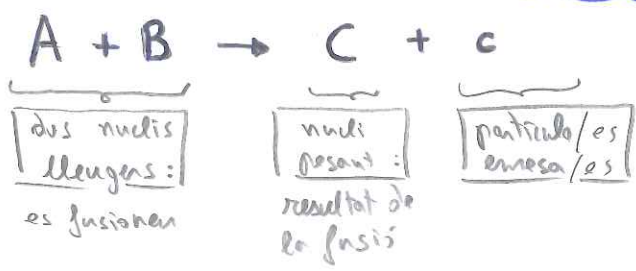 A + B → C + c
dos nuclis
lleugers:
es fusionen
nucli
pesant:
resultat de
la fusió
partícula/es
emesa/es